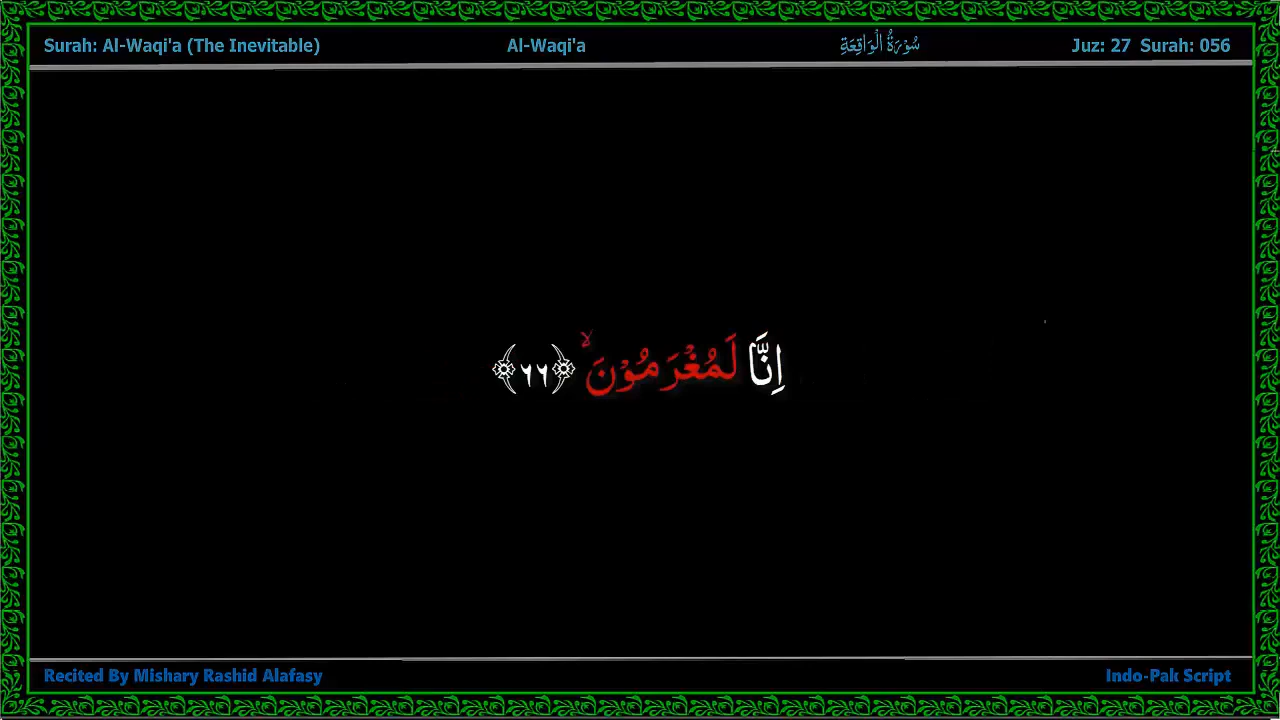 Surah: Al-Waqi'a (The Inevitable) Al-Waqi'a سُوْرَةُ الْوَاقِعَةِ Juz: 27 Surah: 056
اِنَّا لَمُغْرَمُوْنَ ۙ ﴿٦٦﴾
Recited By Mishary Rashid Alafasy Indo-Pak Script